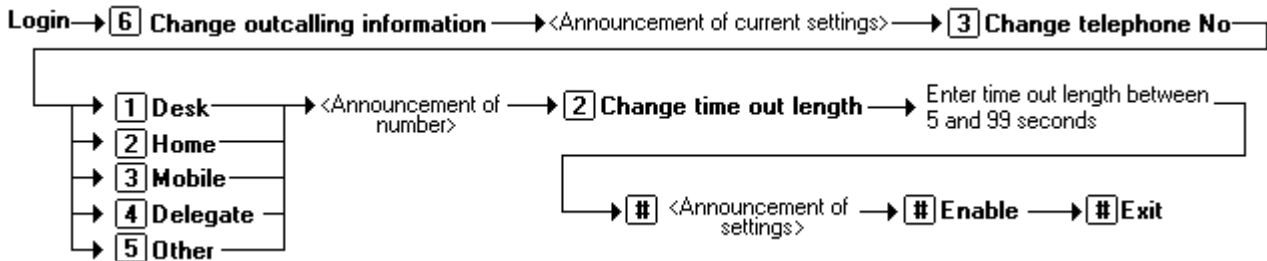 Login 6 Change outcalling information <Announcement of current settings> 3 Change telephone No
1 Desk
2 Home
3 Mobile
4 Delegate
5 Other
<Announcement of
number>
2 Change time out length
Enter time out length between
5 and 99 seconds
# <Announcement of
settings>
# Enable # Exit